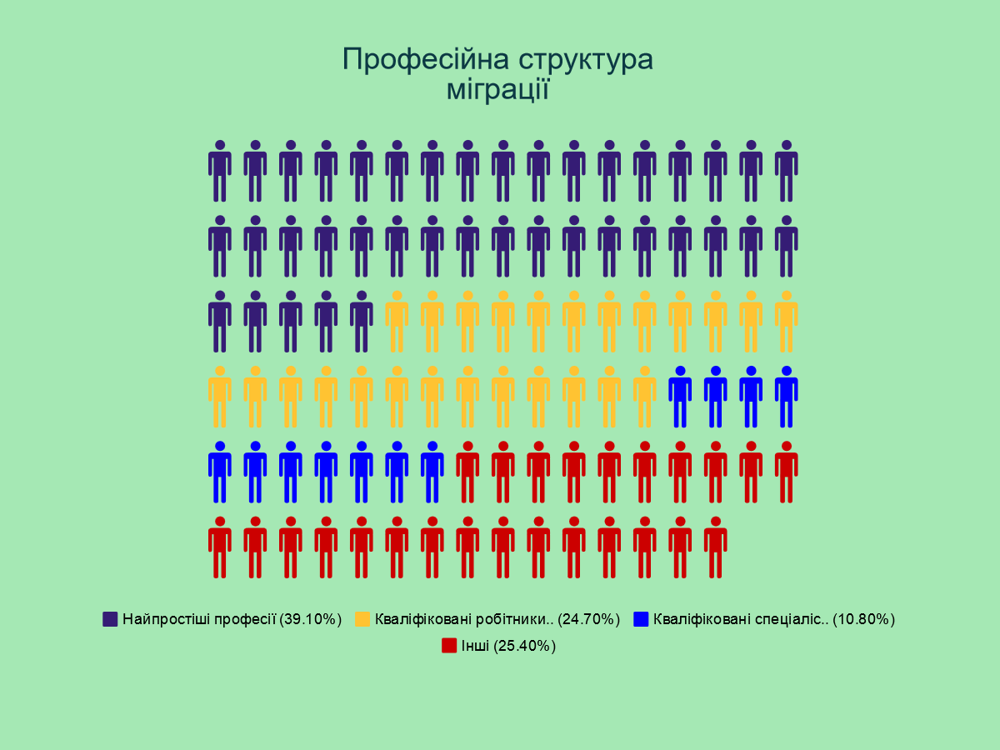 Професійна структура
міграції
Найпростіші професії (39.10%) Кваліфіковані робітники.. (24.70%) Кваліфіковані спеціаліс.. (10.80%)
Інші (25.40%)